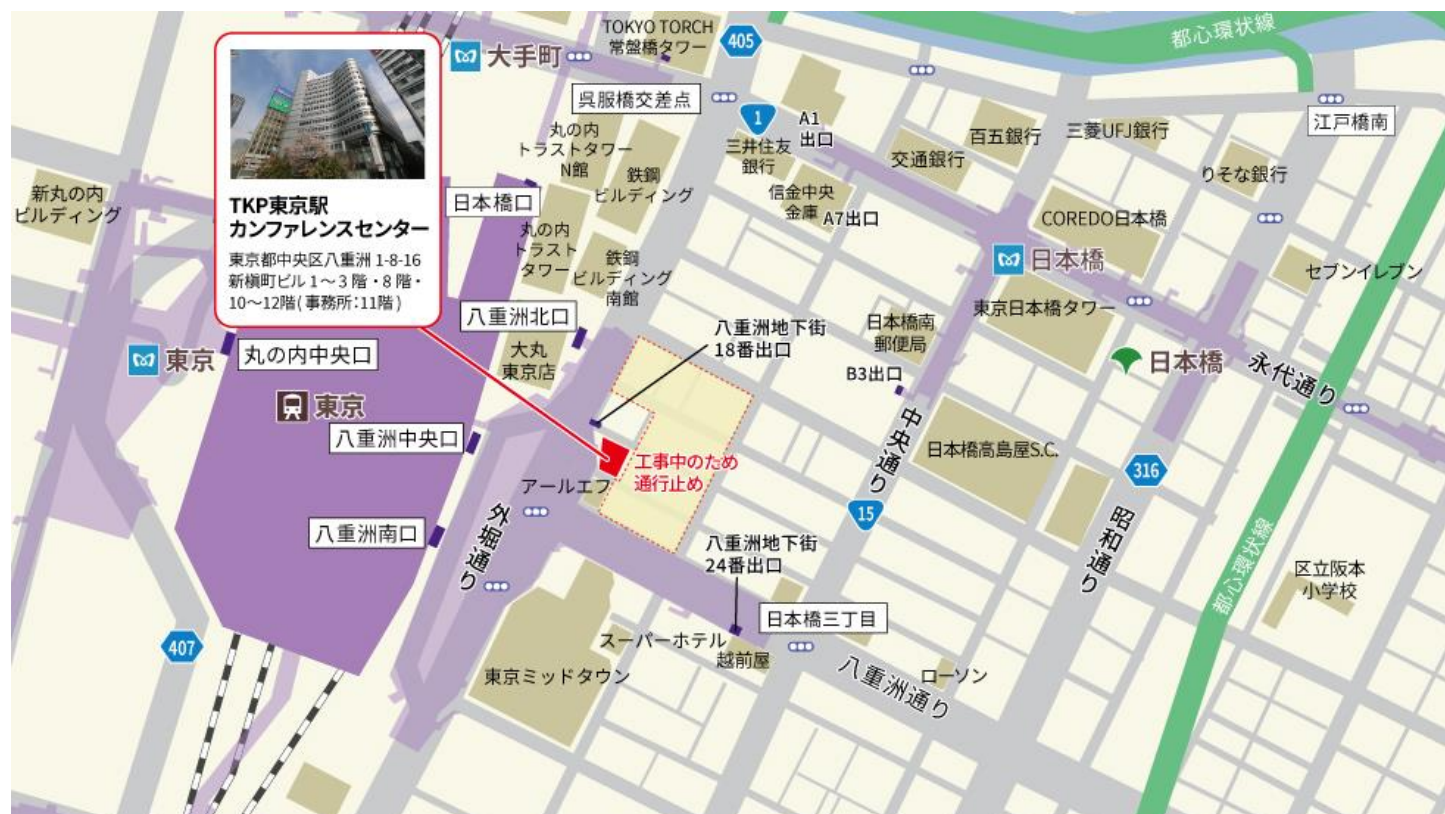 TKP東京駅
カンファレンスセンター
東京都中央区八重洲 1-8-16
新槇町ビル 1～3 階・8 階・
10～12階( 事務所：11階 )
大手町
TOKYO TORCH
常盤橋タワー
405
都心環状線
呉服橋交差点
1
A1
出口
江戸橋南
丸の内
トラストタワー
N館
鉄鋼
ビルディング
三井住友
銀行
交通銀行
百五銀行
三菱UFJ銀行
りそな銀行
新丸の内
ビルディング
日本橋口
信金中央
金庫
A7出口
COREDO日本橋
丸の内
トラスト
タワー
鉄鋼
ビルディング
南館
日本橋
セブンイレブン
八重洲北口
八重洲地下街
18番出口
日本橋南
郵便局
東京日本橋タワー
東京
丸の内中央口
大丸
東京店
B3出口
日本橋
永代通り
東京
八重洲中央口
中央通り
日本橋高島屋S.C.
工事中のため
通行止め
316
アールエフ
15
昭和通り
八重洲南口
外堀通り
八重洲地下街
24番出口
都心環状線
区立阪本
小学校
407
スーパーホテル
越前屋
日本橋三丁目
東京ミッドタウン
八重洲通り
ローソン